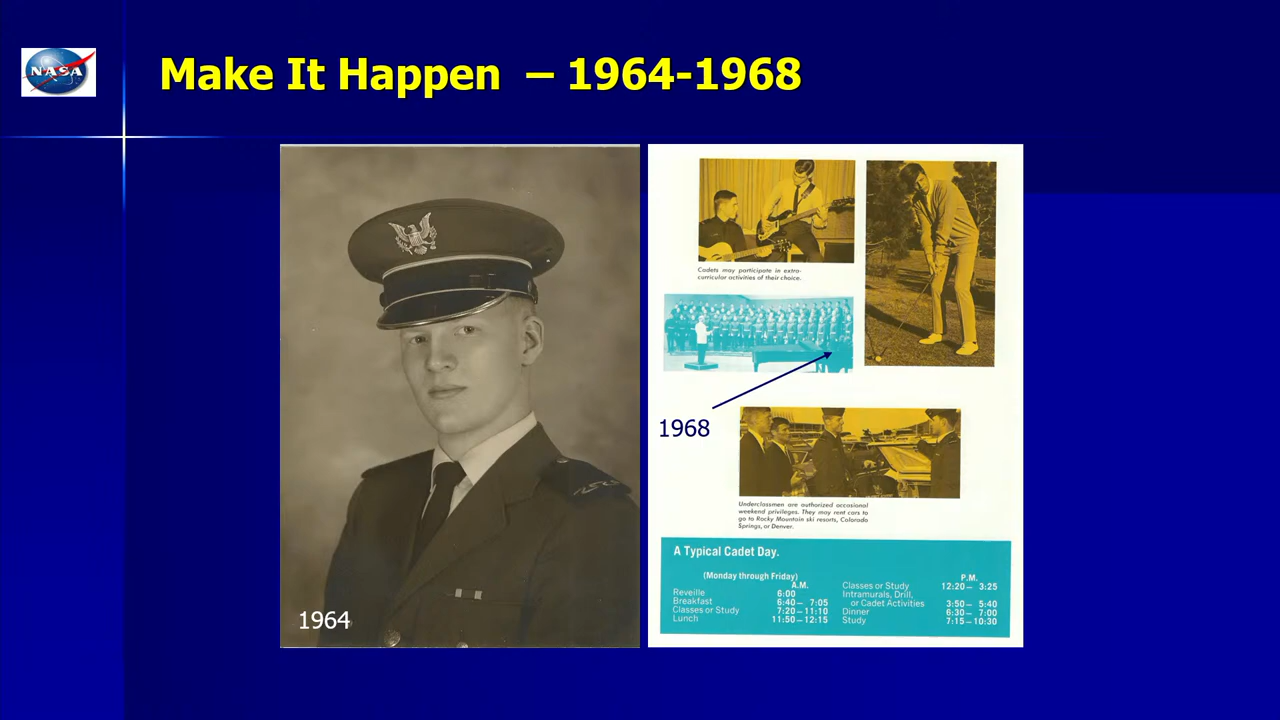 NASA
Make It Happen – 1964-1968
1964
Cadets may participate in extra-
curricular activities of their choice.
1968
Underclassmen are authorized occasional
weekend privileges. They may rent cars to
go to Rocky Mountain ski resorts, Colorado
Springs, or Denver.
A Typical Cadet Day.
(Monday through Friday)
A.M.
Reveille 6:00
Breakfast 6:40– 7:05
Classes or Study 7:20–11:10
Lunch 11:50–12:15
P.M.
Classes or Study 12:20– 3:25
Intramurals, Drill,
or Cadet Activities 3:50– 5:40
Dinner 6:30– 7:00
Study 7:15–10:30